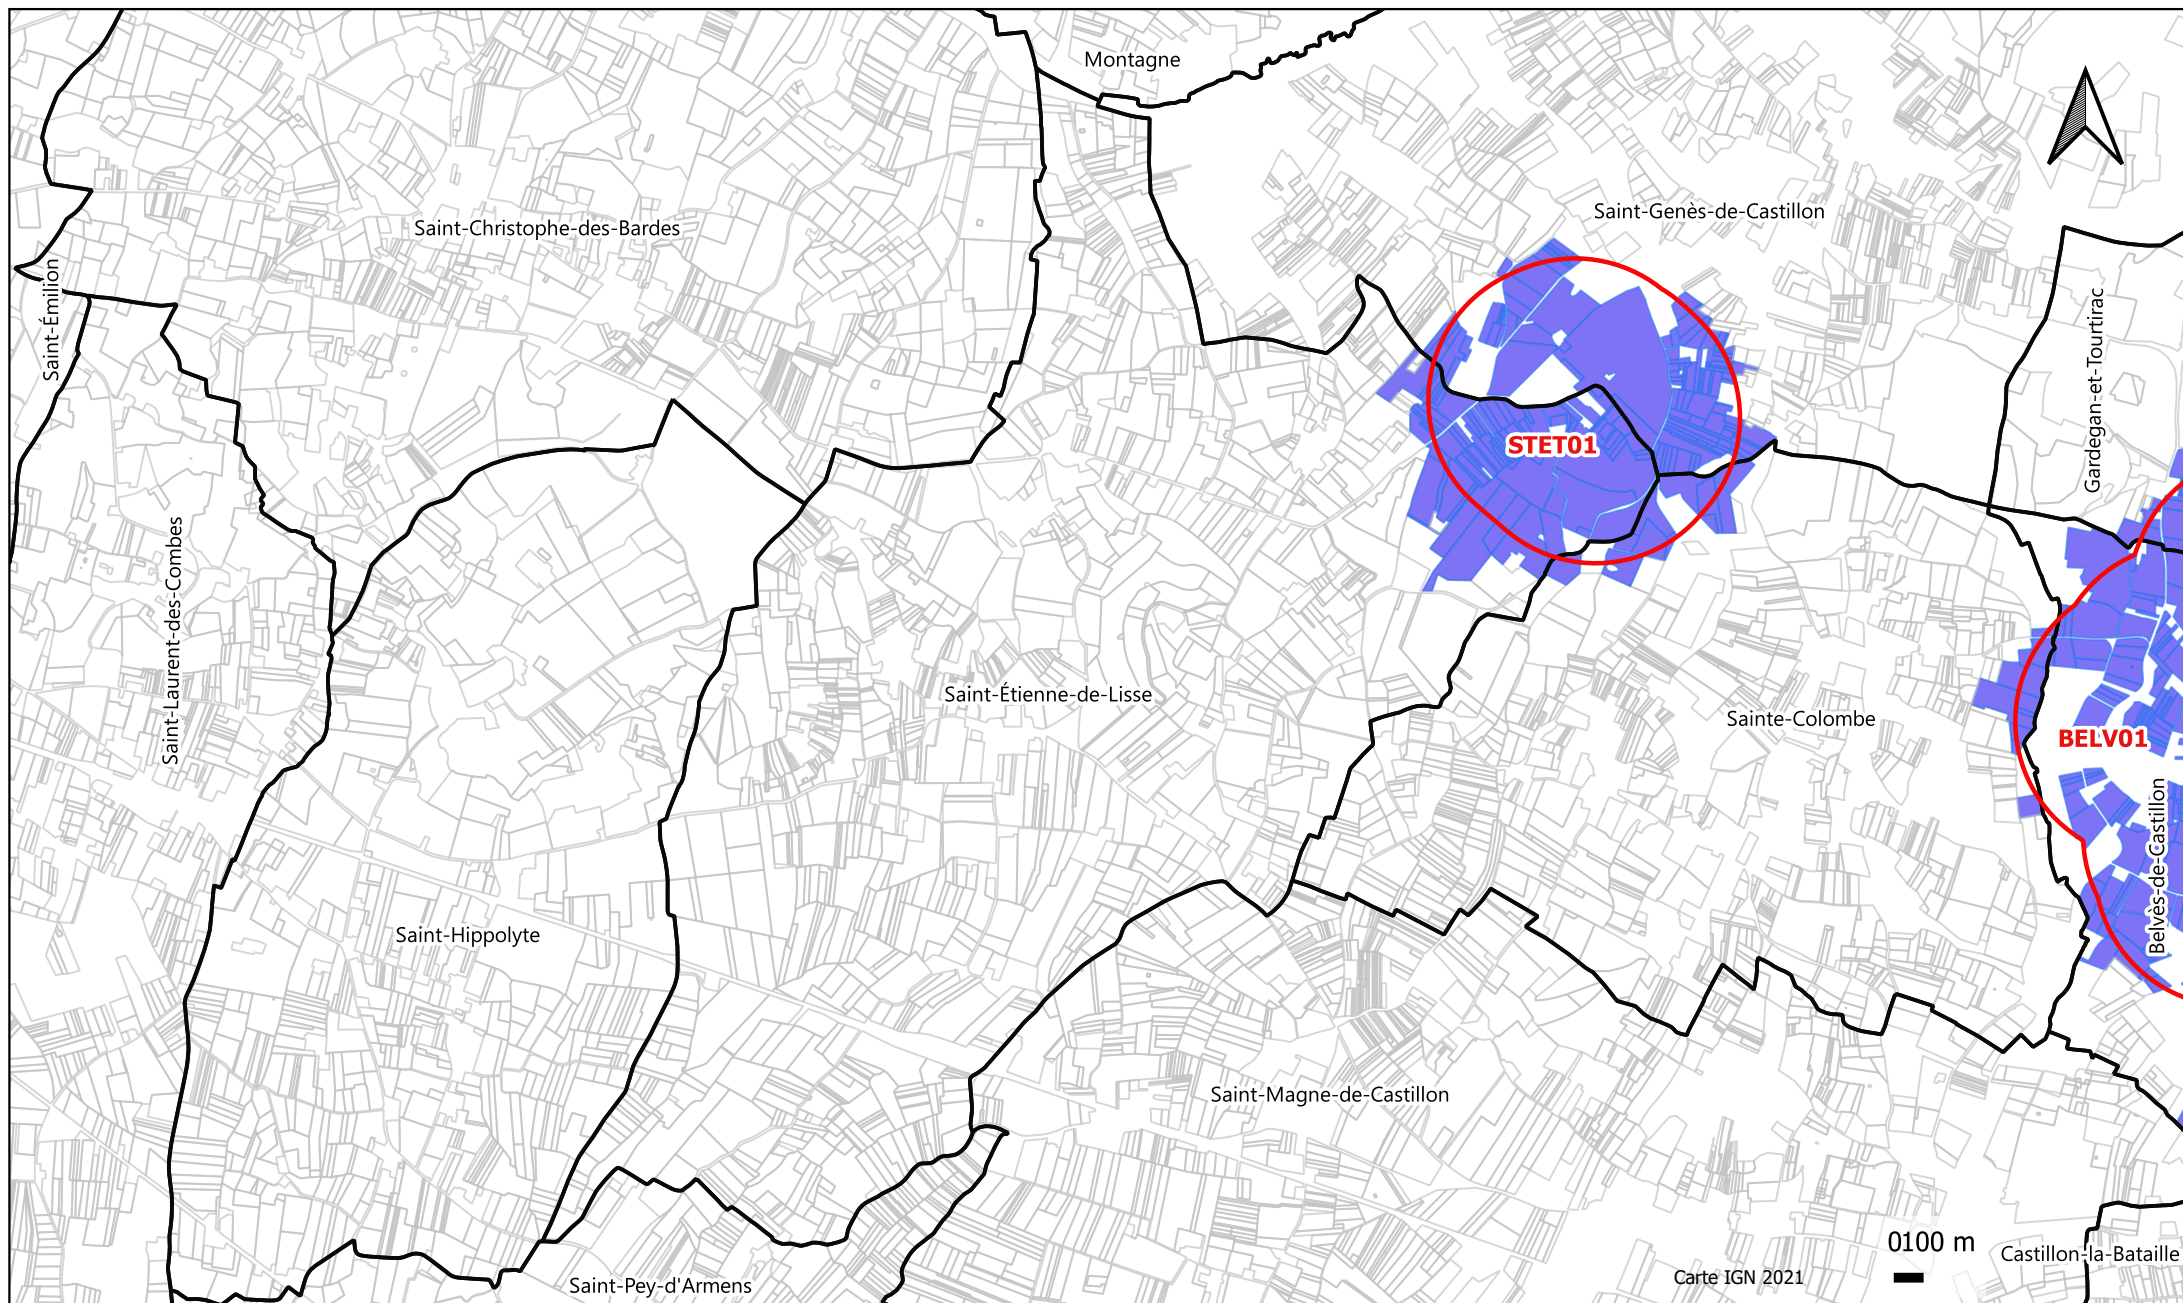 Montagne
Saint-Genès-de-Castillon
Saint-Christophe-des-Bardes
Saint-Émilion
Gardegan-et-Tourtirac
STET01
Saint-Laurent-des-Combes
Saint-Étienne-de-Lisse
Sainte-Colombe
BELV01
Belvès-de-Castillon
Saint-Hippolyte
Saint-Magne-de-Castillon
0100 m
Castillon-la-Bataille
Carte IGN 2021
Saint-Pey-d'Armens